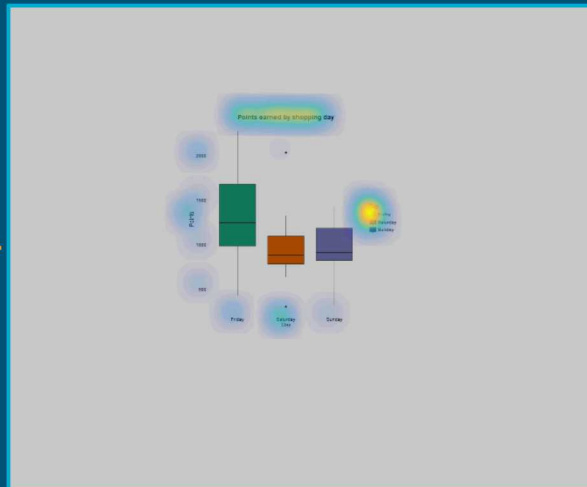 Points earned by shopping day
2000
1500
1000
500
Points
Friday
Saturday
Sunday
Day
Saturday
Sunday